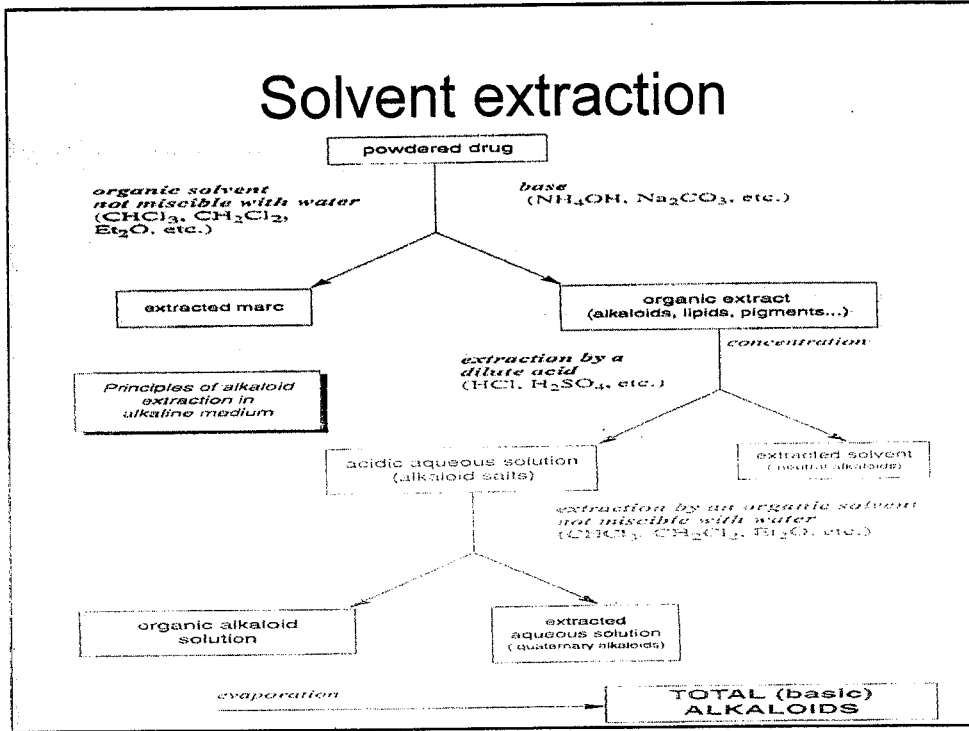 Solvent extraction
powdered drug
organic solvent
not miscible with water
(CHCl₃, CH₂Cl₂,
Et₂O, etc.)
base
(NH₄OH, Na₂CO₃, etc.)
extracted marc
organic extract
(alkaloids, lipids, pigments...)
concentration
extraction by a
dilute acid
(HCl, H₂SO₄, etc.)
Principles of alkaloid
extraction in
alkaline medium
acidic aqueous solution
(alkaloid salts)
extracted solvent
(neutral alkaloids)
extraction by an organic solvent
not miscible with water
(CHCl₃, CH₂Cl₂, Et₂O, etc.)
organic alkaloid
solution
extracted
aqueous solution
(quaternary alkaloids)
evaporation
TOTAL (basic)
ALKALOIDS